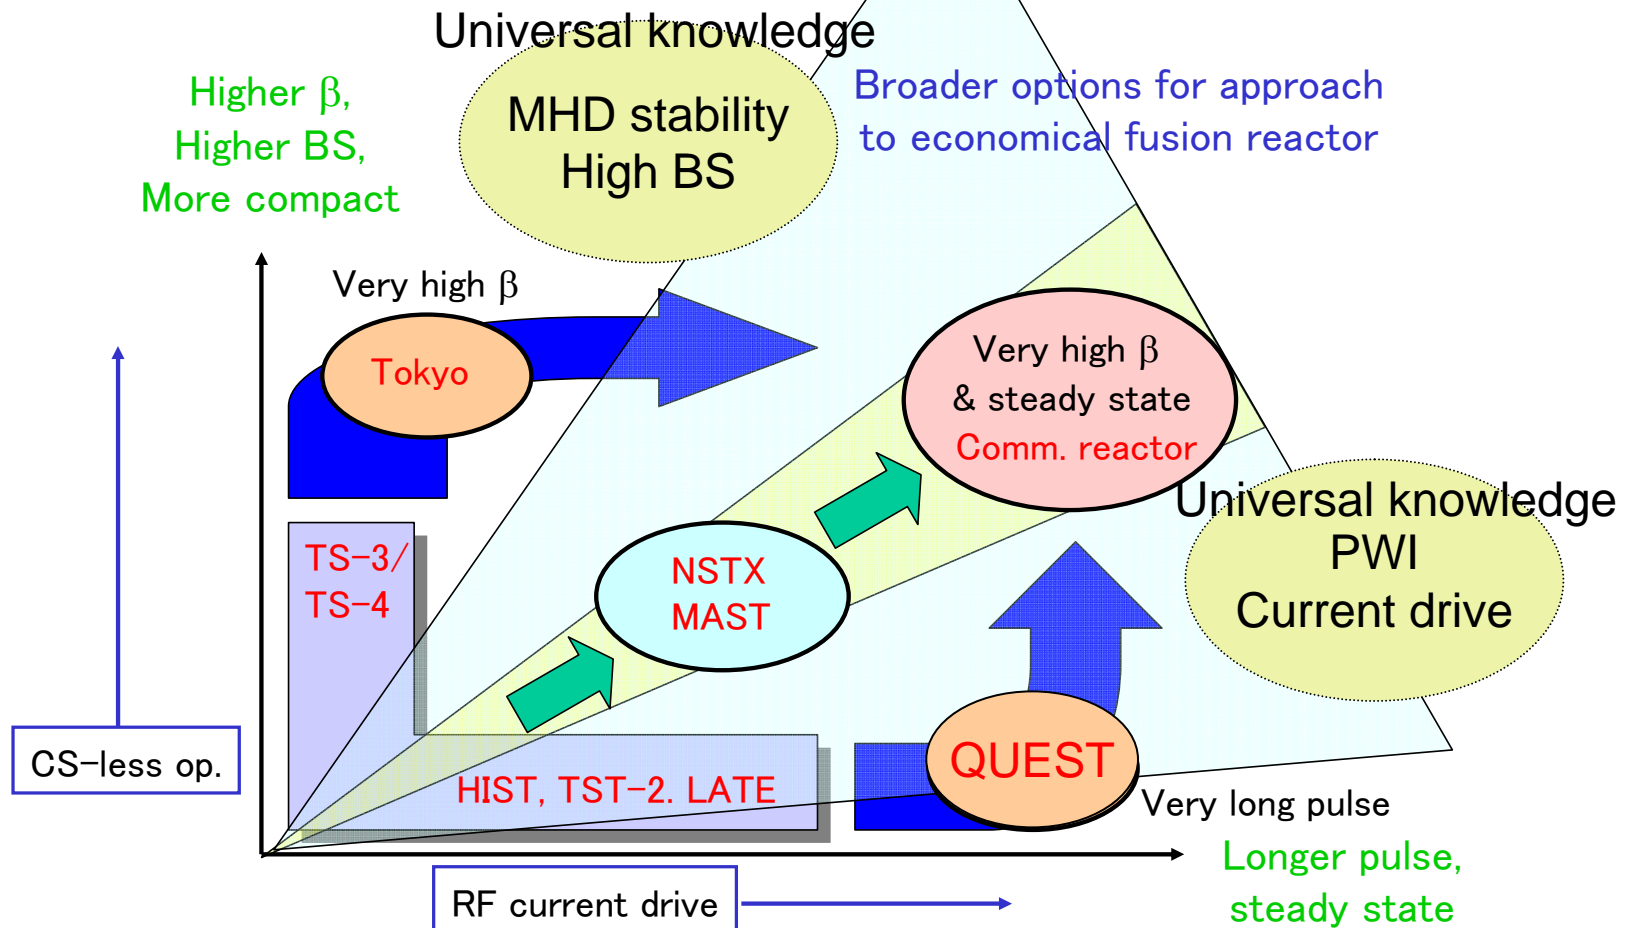 Universal knowledge
MHD stability
High BS
Higher β,
Higher BS,
More compact
Broader options for approach
to economical fusion reactor
Very high β
Tokyo
Very high β
& steady state
Comm. reactor
Universal knowledge
PWI
Current drive
TS-3/
TS-4
NSTX
MAST
CS-less op.
HIST, TST-2. LATE
QUEST
Very long pulse
Longer pulse,
steady state
RF current drive